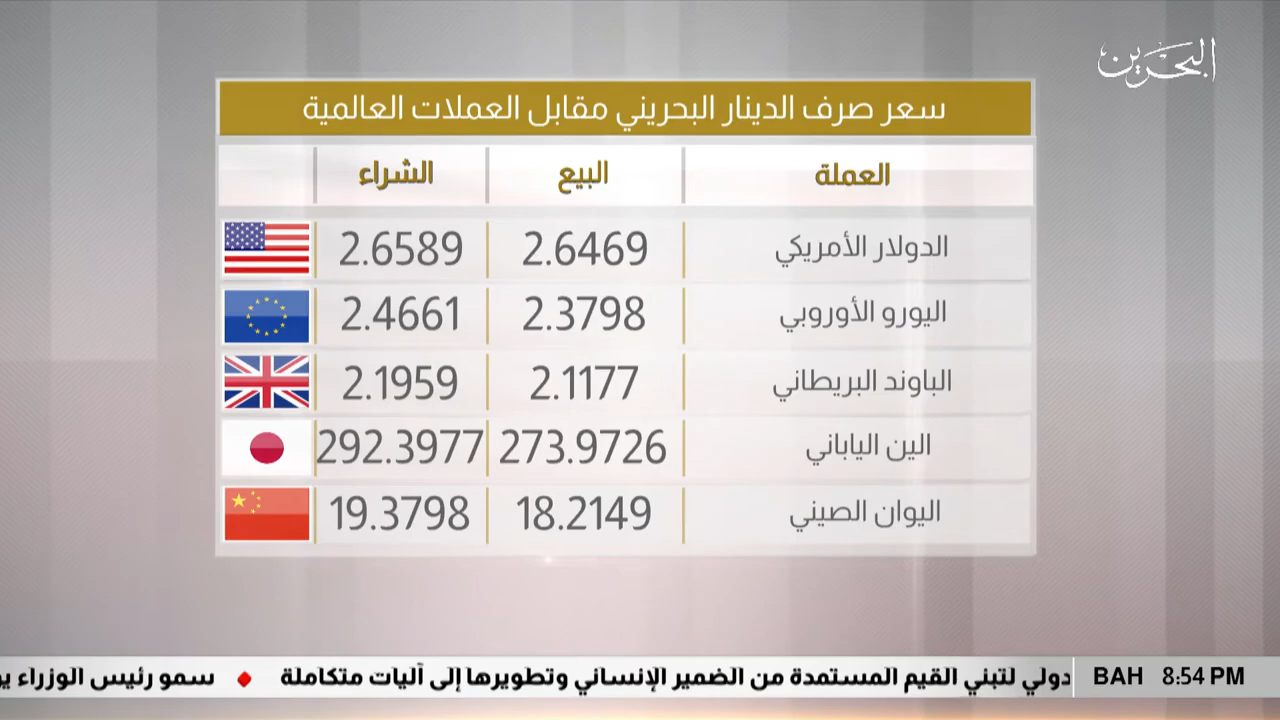 البحرين
سعر صرف الدينار البحريني مقابل العملات العالمية
العملة البيع الشراء
الدولار الأمريكي 2.6469 2.6589
اليورو الأوروبي 2.3798 2.4661
الباوند البريطاني 2.1177 2.1959
الين الياباني 273.9726 292.3977
اليوان الصيني 18.2149 19.3798
دولي لتبني القيم المستمدة من الضمير الإنساني وتطويرها إلى آليات متكاملة ♦ سمو رئيس الوزراء
BAH 8:54 PM